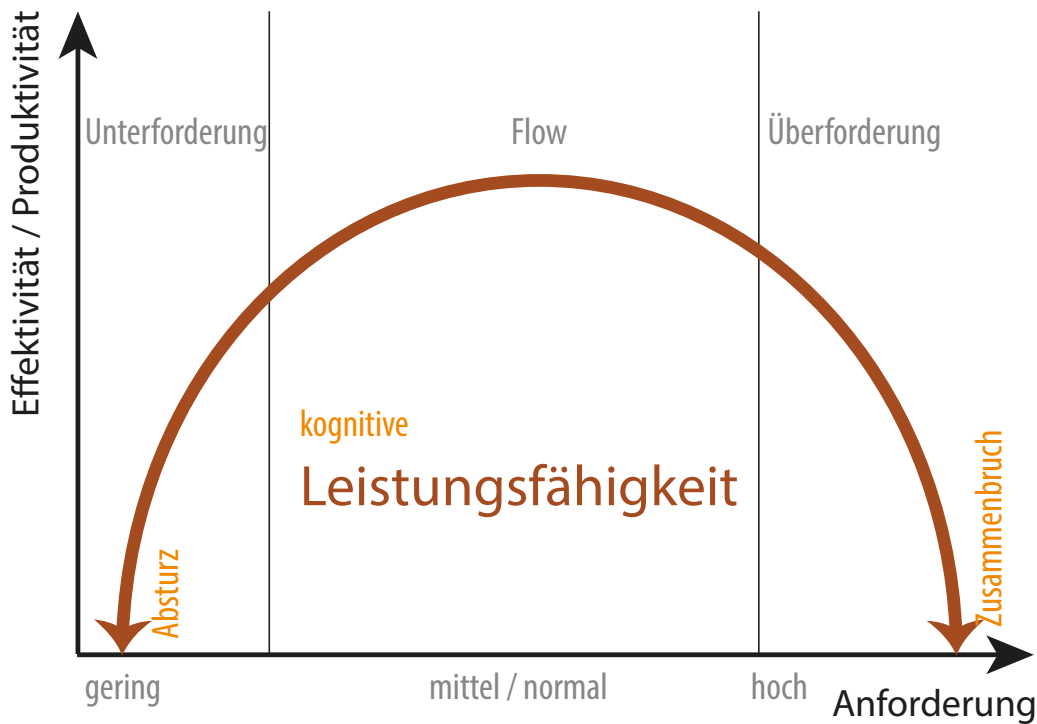 Effektivität / Produktivität
Unterforderung
Flow
Überforderung
kognitive
Leistungsfähigkeit
Absturz
Zusammenbruch
gering
mittel / normal
hoch
Anforderung